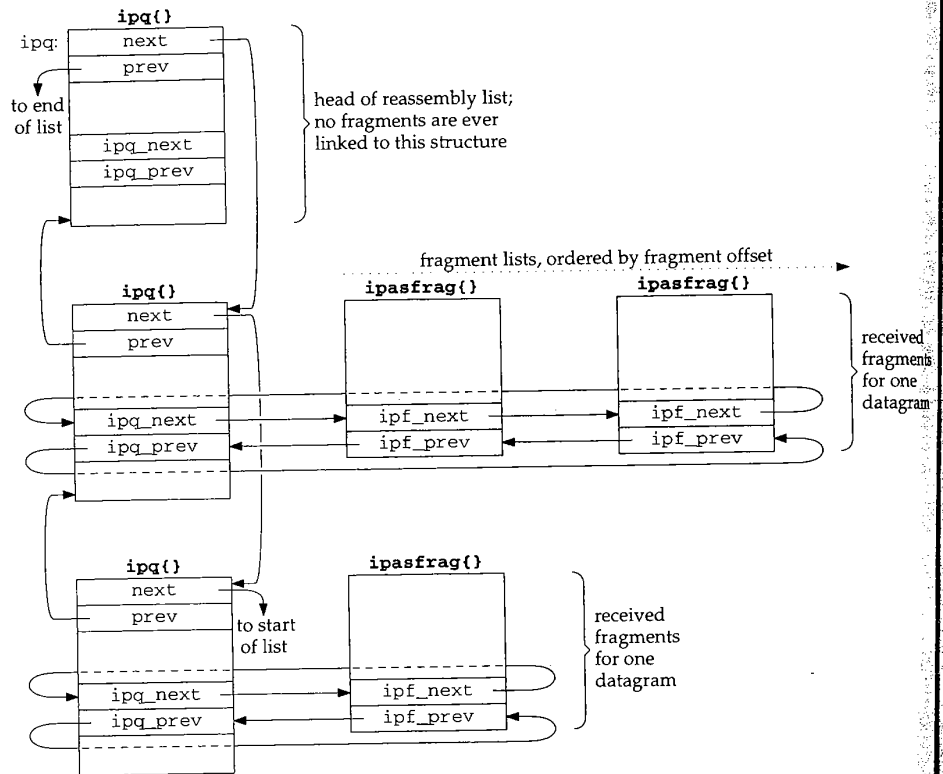 ipq{}
ipq:
next
prev
to end
of list
ipq_next
ipq_prev
head of reassembly list;
no fragments are ever
linked to this structure
fragment lists, ordered by fragment offset
ipq{}
ipasfrag{}
ipasfrag{}
next
prev
ipq_next
ipf_next
ipf_next
ipq_prev
ipf_prev
ipf_prev
received
fragments
for one
datagram
ipq{}
ipasfrag{}
next
prev
to start
of list
ipq_next
ipf_next
ipq_prev
ipf_prev
received
fragments
for one
datagram